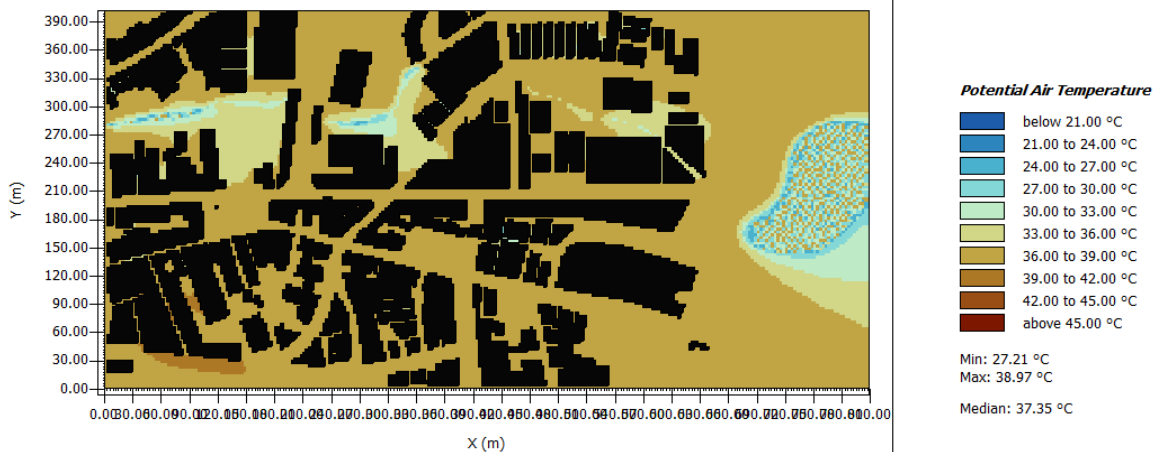 390.00
360.00
330.00
300.00
270.00
240.00
210.00
180.00
150.00
120.00
90.00
60.00
30.00
0.00
Y (m)
X (m)
Potential Air Temperature
below 21.00 °C
21.00 to 24.00 °C
24.00 to 27.00 °C
27.00 to 30.00 °C
30.00 to 33.00 °C
33.00 to 36.00 °C
36.00 to 39.00 °C
39.00 to 42.00 °C
42.00 to 45.00 °C
above 45.00 °C
Min: 27.21 °C
Max: 38.97 °C
Median: 37.35 °C